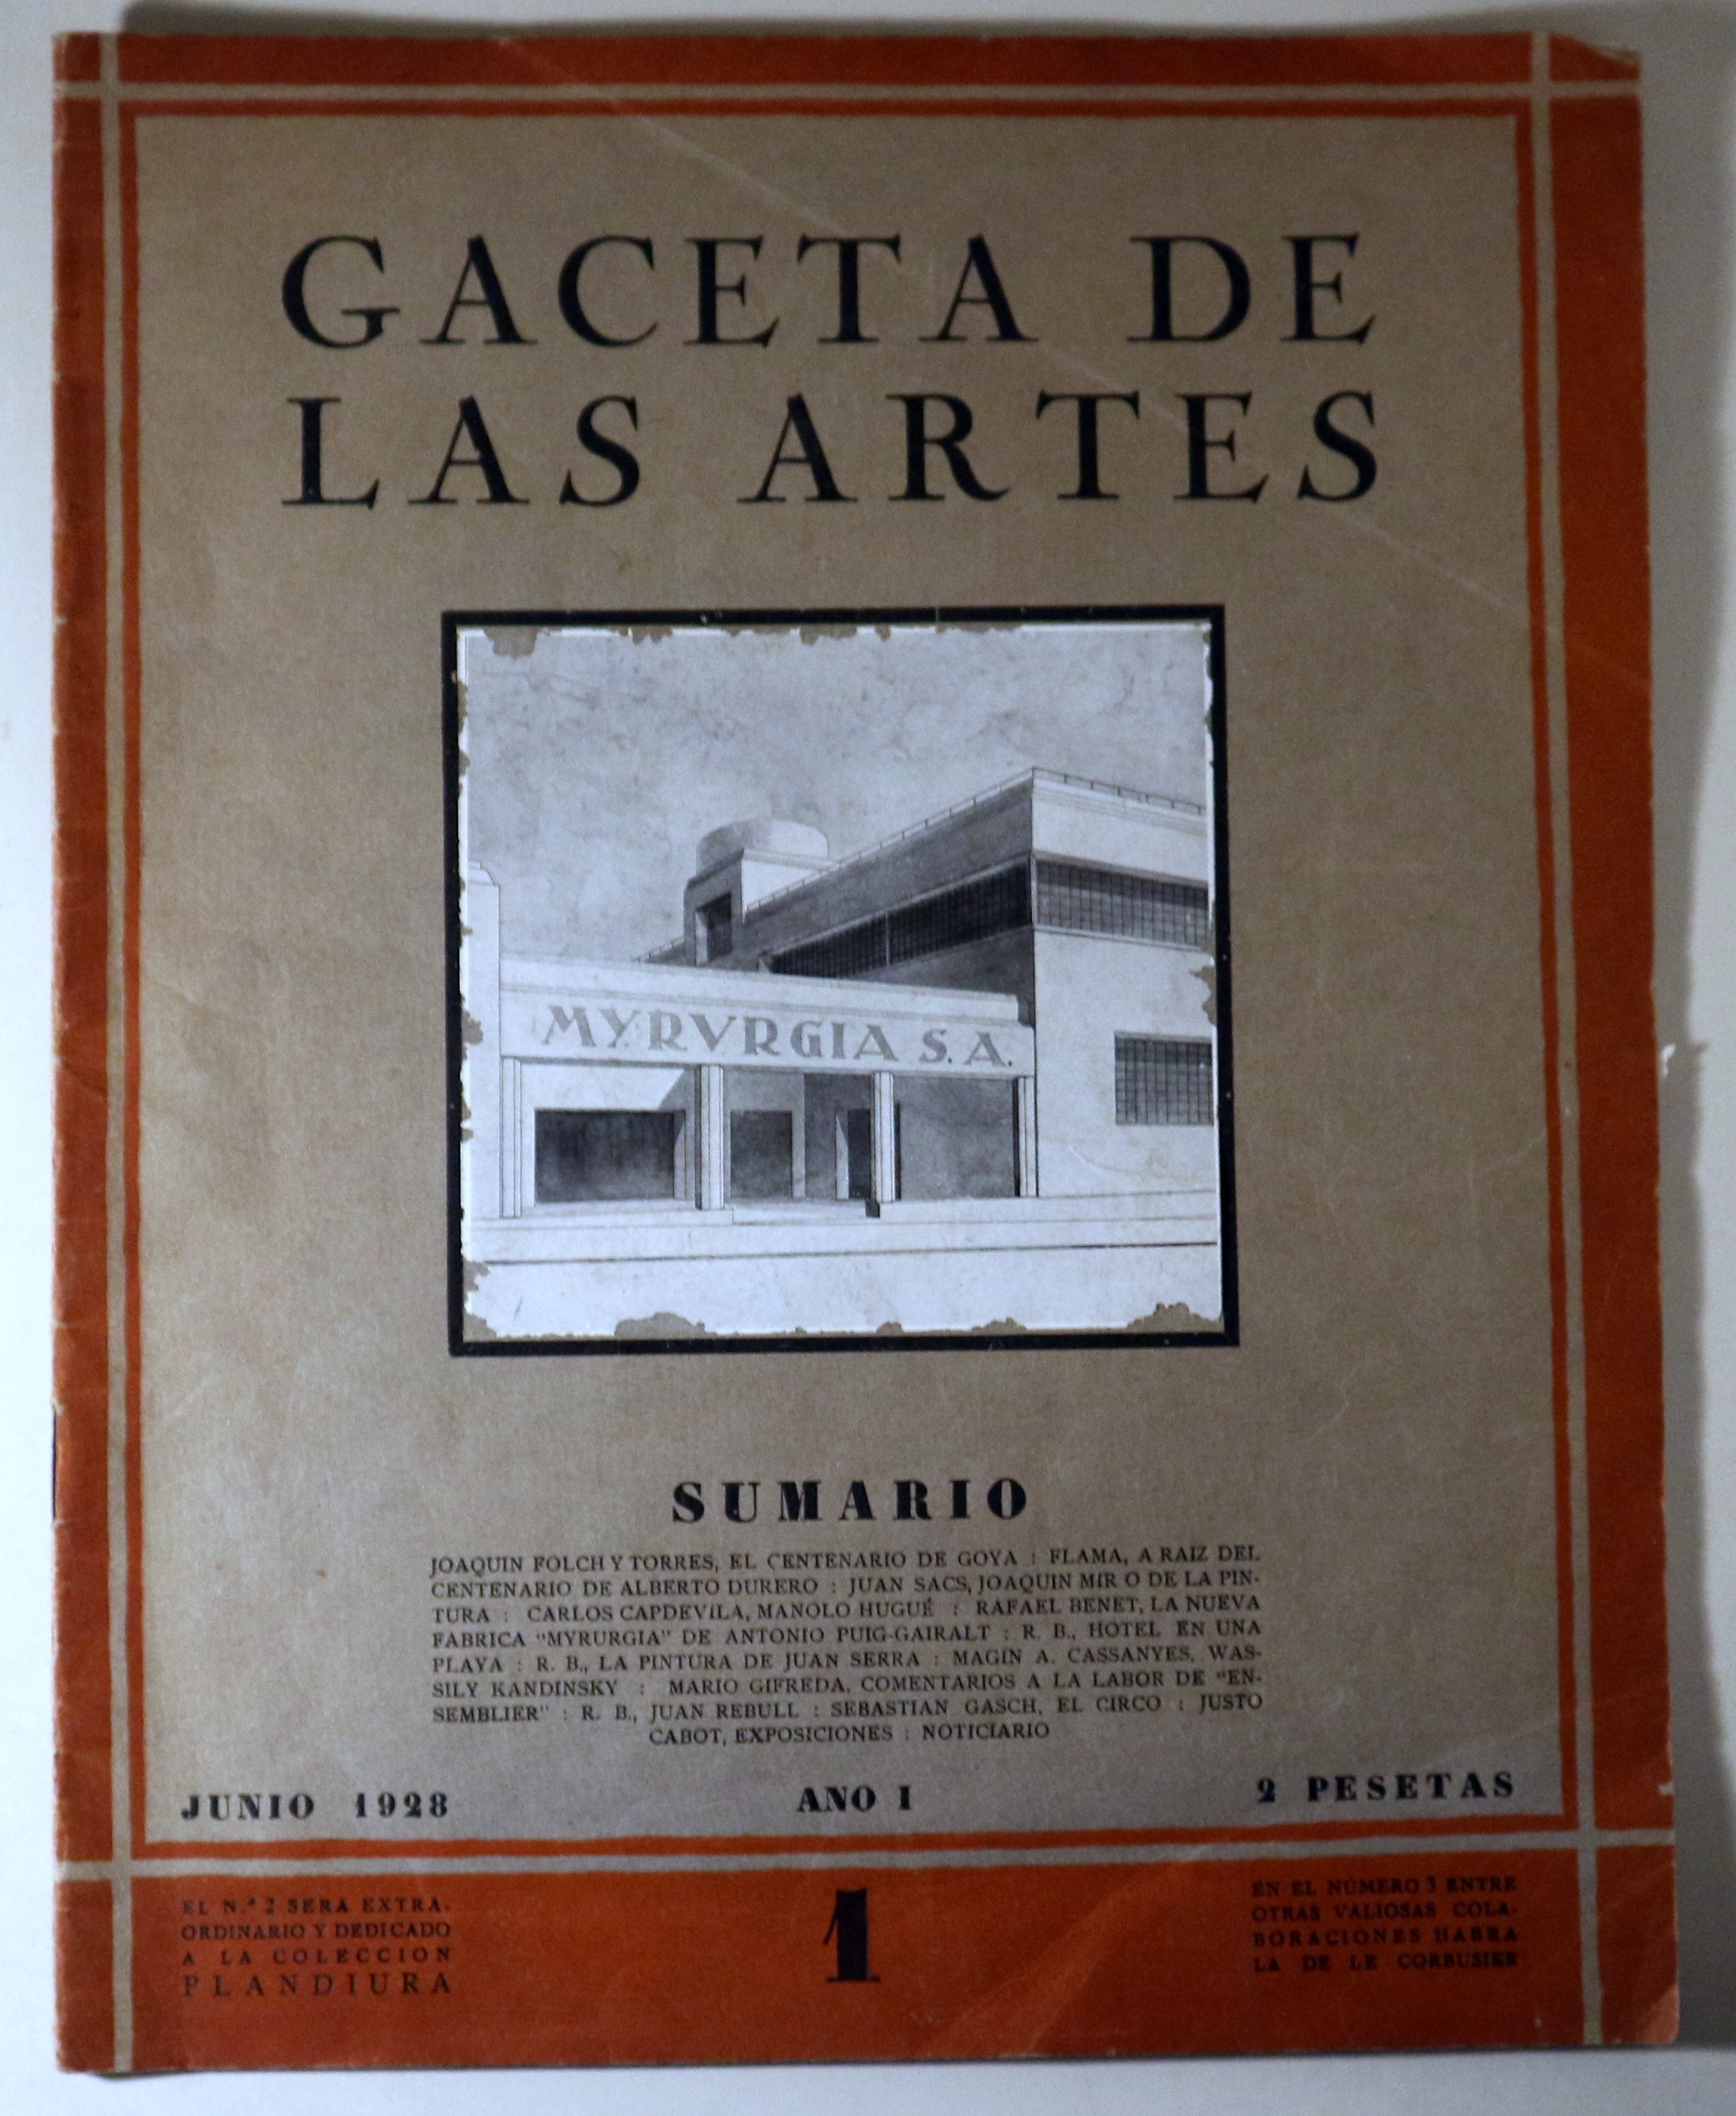 GACETA DE
LAS ARTES
MYRVRGIA S. A.
SUMARIO
JOAQUIN FOLCH Y TORRES, EL CENTENARIO DE GOYA : FLAMA, A RAIZ DEL
CENTENARIO DE ALBERTO DURERO : JUAN SACS, JOAQUIN MIR O DE LA PIN-
TURA : CARLOS CAPDEVILA, MANOLO HUGUÉ : RAFAEL BENET, LA NUEVA
FABRICA "MYRURGIA" DE ANTONIO PUIG-GAIRALT : R. B., HOTEL EN UNA
PLAYA : R. B., LA PINTURA DE JUAN SERRA : MAGIN A. CASSANYES, WAS-
SILY KANDINSKY : MARIO GIFREDA, COMENTARIOS A LA LABOR DE "EN-
SEMBLIER" : R. B., JUAN REBULL : SEBASTIAN GASCH, EL CIRCO : JUSTO
CABOT, EXPOSICIONES : NOTICIARIO
JUNIO 1928 ANO I 2 PESETAS
EL N.º 2 SERA EXTRA-
ORDINARIO Y DEDICADO
A LA COLECCION
PLANDIURA
1
EN EL NÚMERO 3 ENTRE
OTRAS VALIOSAS COLA-
BORACIONES HABRA
LA DE LE CORBUSIER